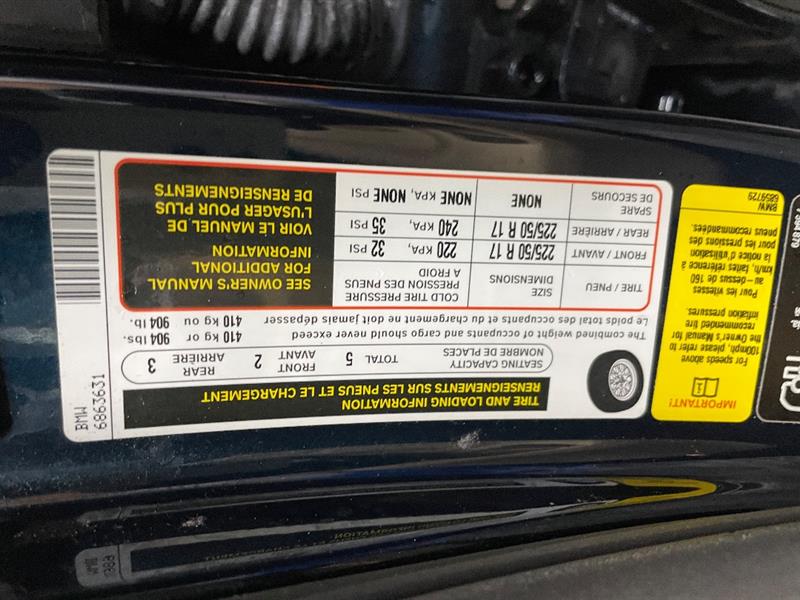 TIRE AND LOADING INFORMATION
RENSEIGNEMENTS SUR LES PNEUS ET LE CHARGEMENT
SEATING CAPACITY
NOMBRE DE PLACES
TOTAL 5
FRONT
AVANT 2
REAR
ARRIÈRE 3
The combined weight of occupants and cargo should never exceed 410 kg or 904 lbs.
Le poids total des occupants et du chargement ne doit jamais dépasser 410 kg ou 904 lb.
TIRE / PNEU
SIZE
DIMENSIONS
COLD TIRE PRESSURE
PRESSION DES PNEUS
A FROID
FRONT / AVANT 225/50 R 17 220 KPA, 32 PSI
REAR / ARRIÈRE 225/50 R 17 240 KPA, 35 PSI
SPARE
DE SECOURS NONE NONE KPA, NONE PSI
SEE OWNER'S MANUAL
FOR ADDITIONAL
INFORMATION
VOIR LE MANUEL DE
L'USAGER POUR PLUS
DE RENSEIGNEMENTS
BMW
6863631
IMPORTANT!
For speeds above
100mph, please refer to
the Owner's Manual for
recommended tire
inflation pressures.
Pour les vitesses
au dessus de 160
km/h, faites référence à
la notice d'utilisation
pour les pressions des
pneus recommandées.
BMW
6859729